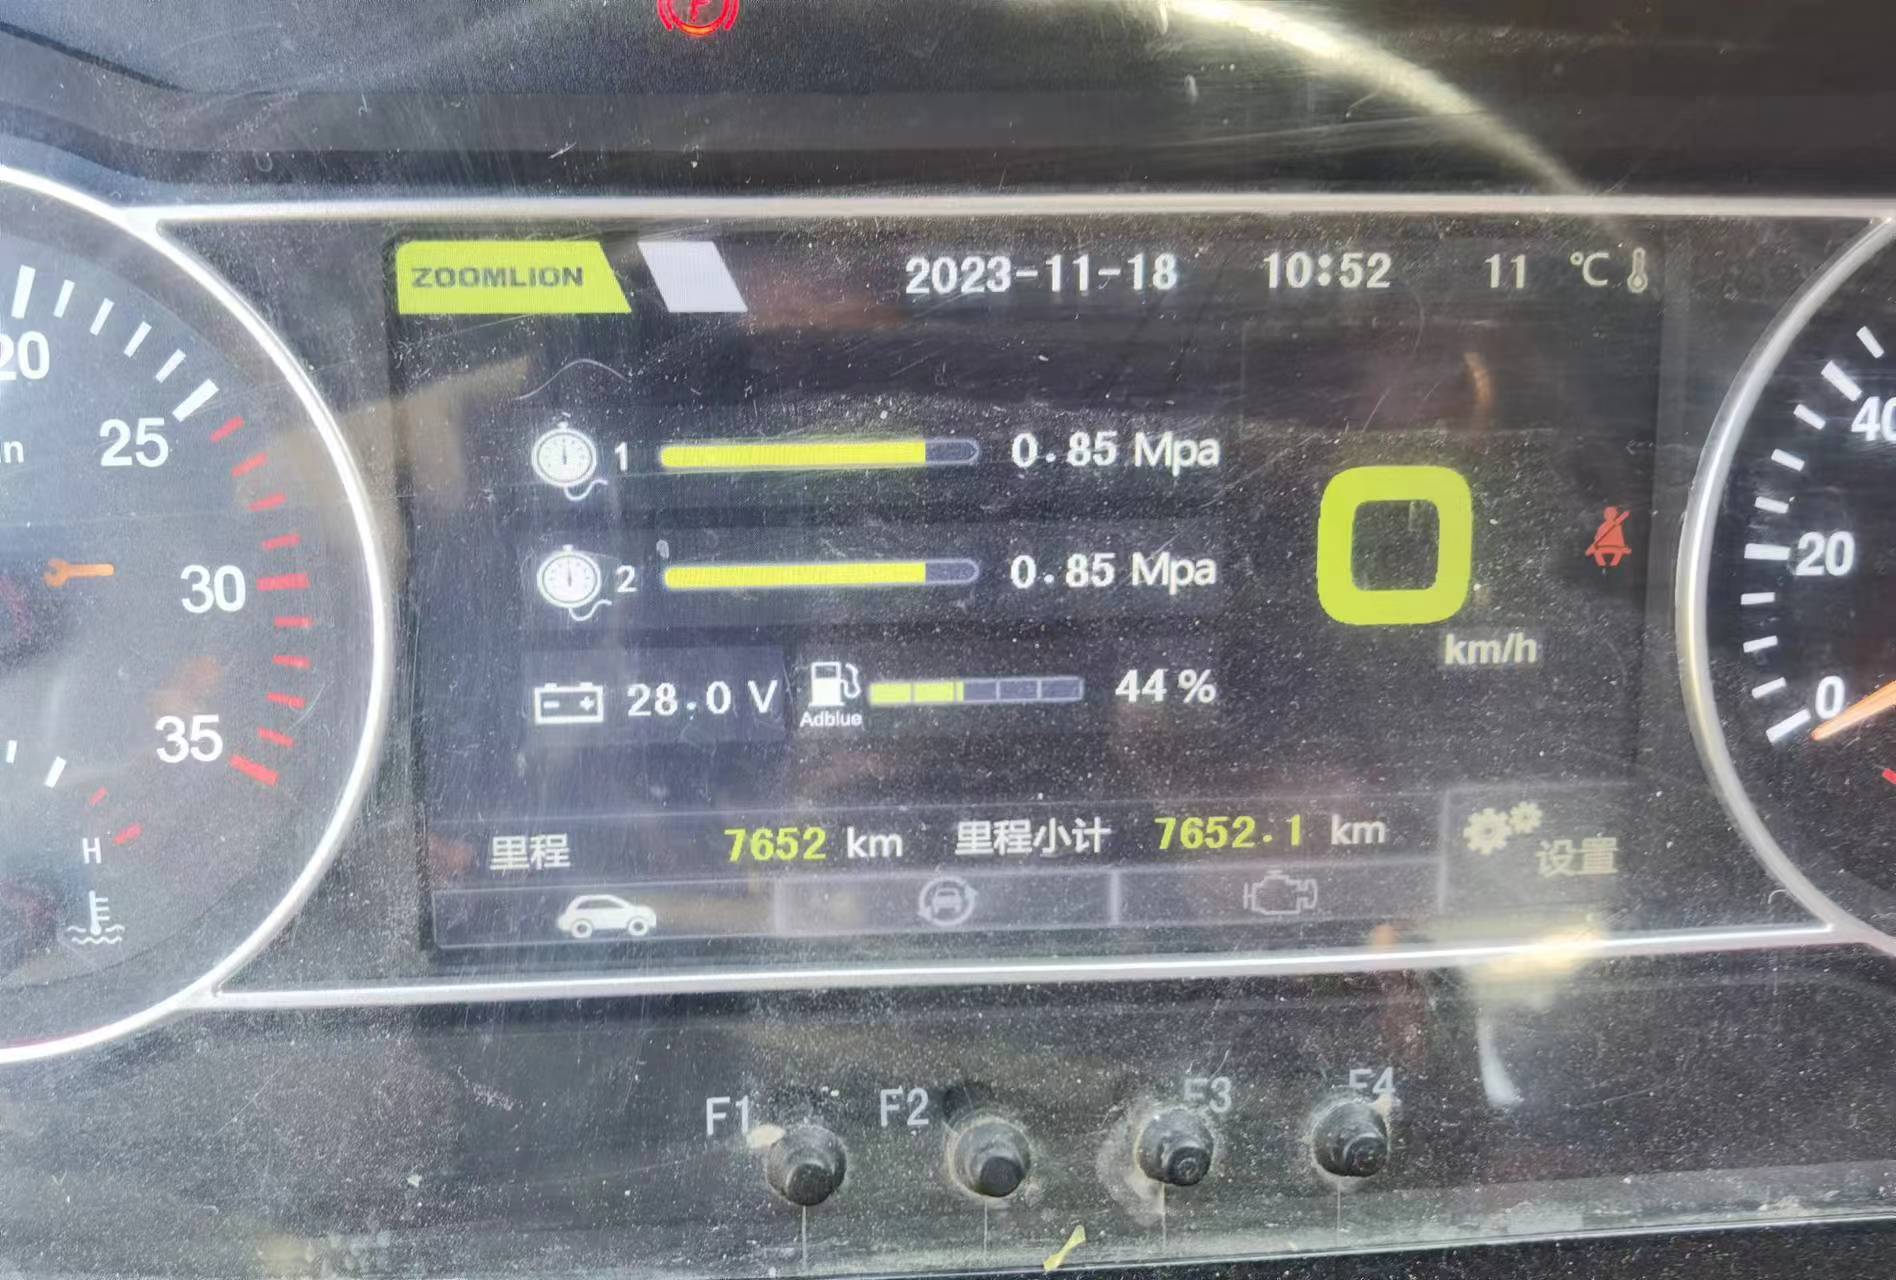 ZOOMLION 2023-11-18 10:52 11 ℃
20
25
30
35
H
1 0.85 Mpa
2 0.85 Mpa
28.0 V Adblue 44 %
0
km/h
里程 7652 km 里程小计 7652.1 km
设置
40
20
0
F1 F2 F3 F4